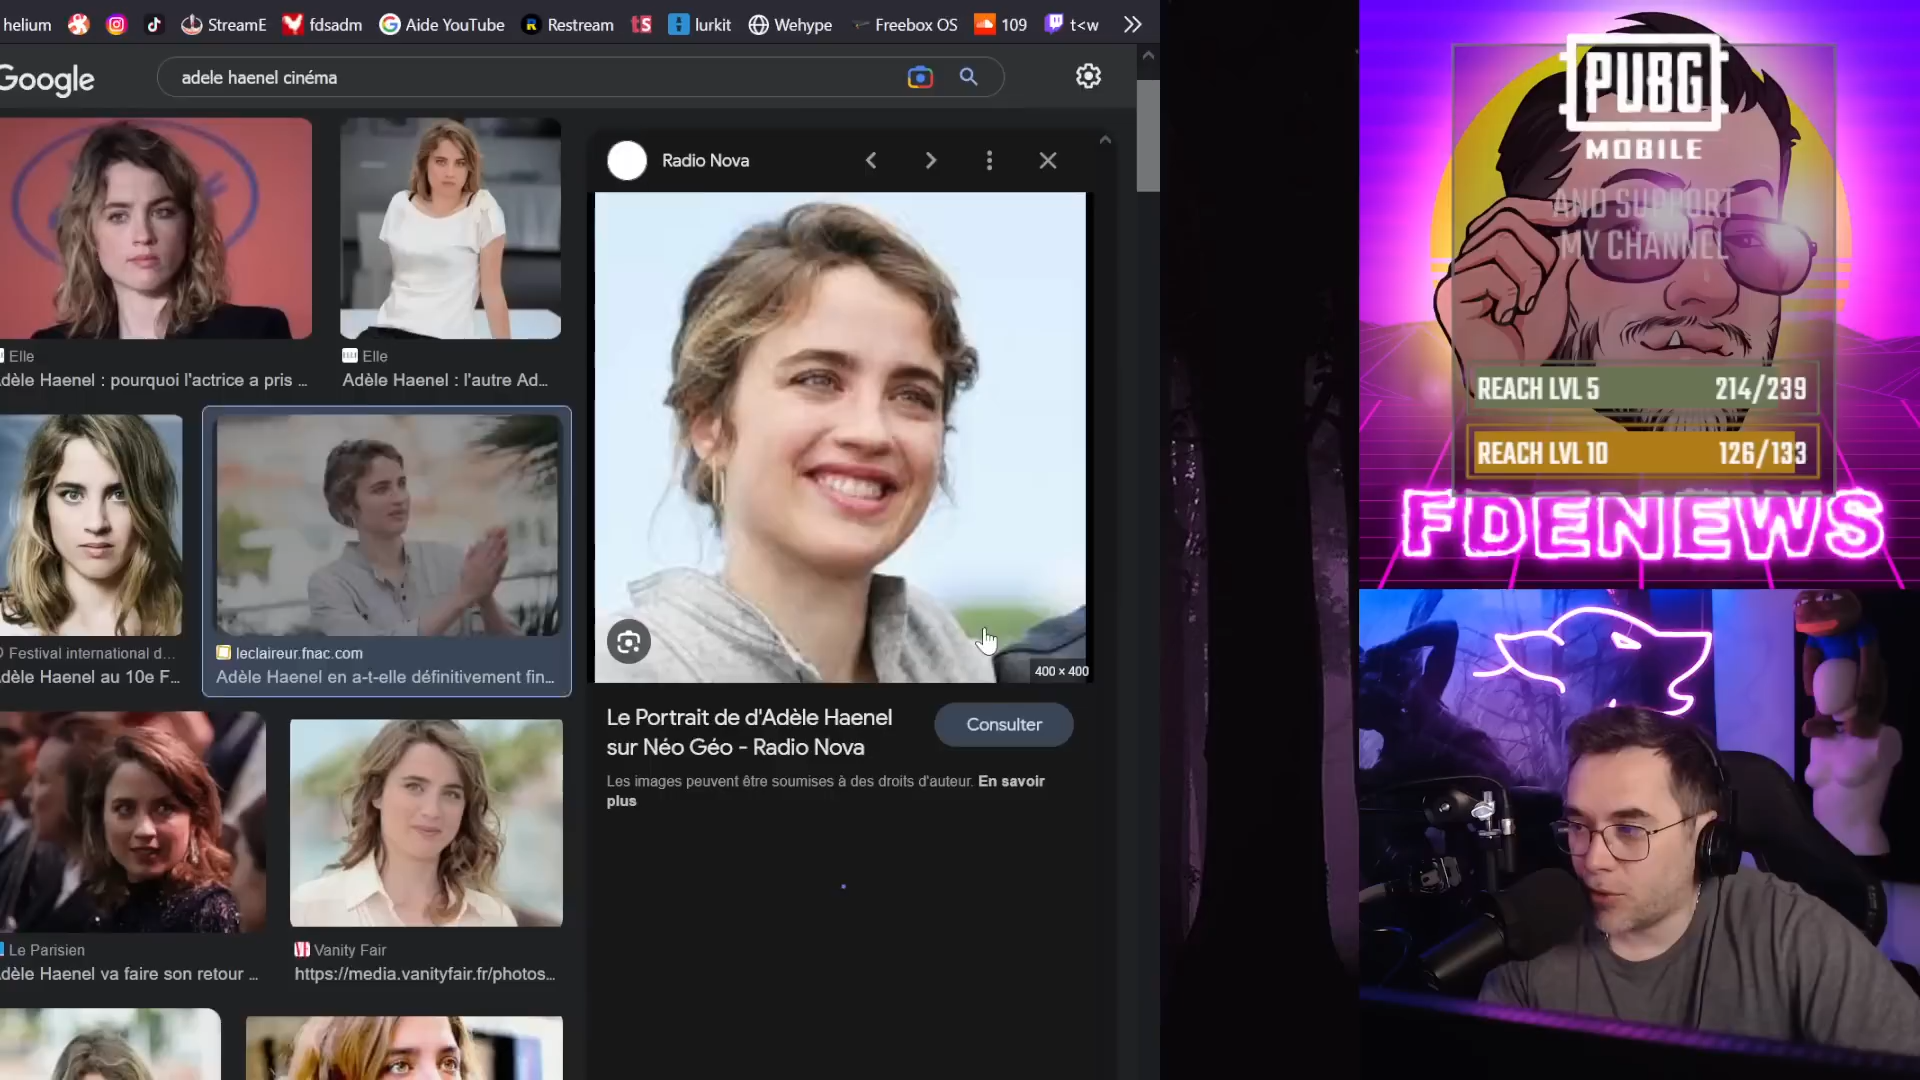 helium
StreamE
fdsadm
Aide YouTube
Restream
tS
lurkit
Wehype
Freebox OS
109
t<w
Google
adele haenel cinéma
Elle
dèle Haenel : pourquoi l'actrice a pris ...
Elle
Adèle Haenel : l'autre Ad...
Festival international d...
dèle Haenel au 10e F...
leclaireur.fnac.com
Adèle Haenel en a-t-elle définitivement fin...
Le Parisien
dèle Haenel va faire son retour ...
Vanity Fair
https://media.vanityfair.fr/photos...
Radio Nova
400 × 400
Le Portrait de d'Adèle Haenel
sur Néo Géo - Radio Nova
Consulter
Les images peuvent être soumises à des droits d'auteur. En savoir
plus
PUBG
MOBILE
AND SUPPORT
MY CHANNEL
REACH LVL 5 214/239
REACH LVL 10 126/133
FDENEWS